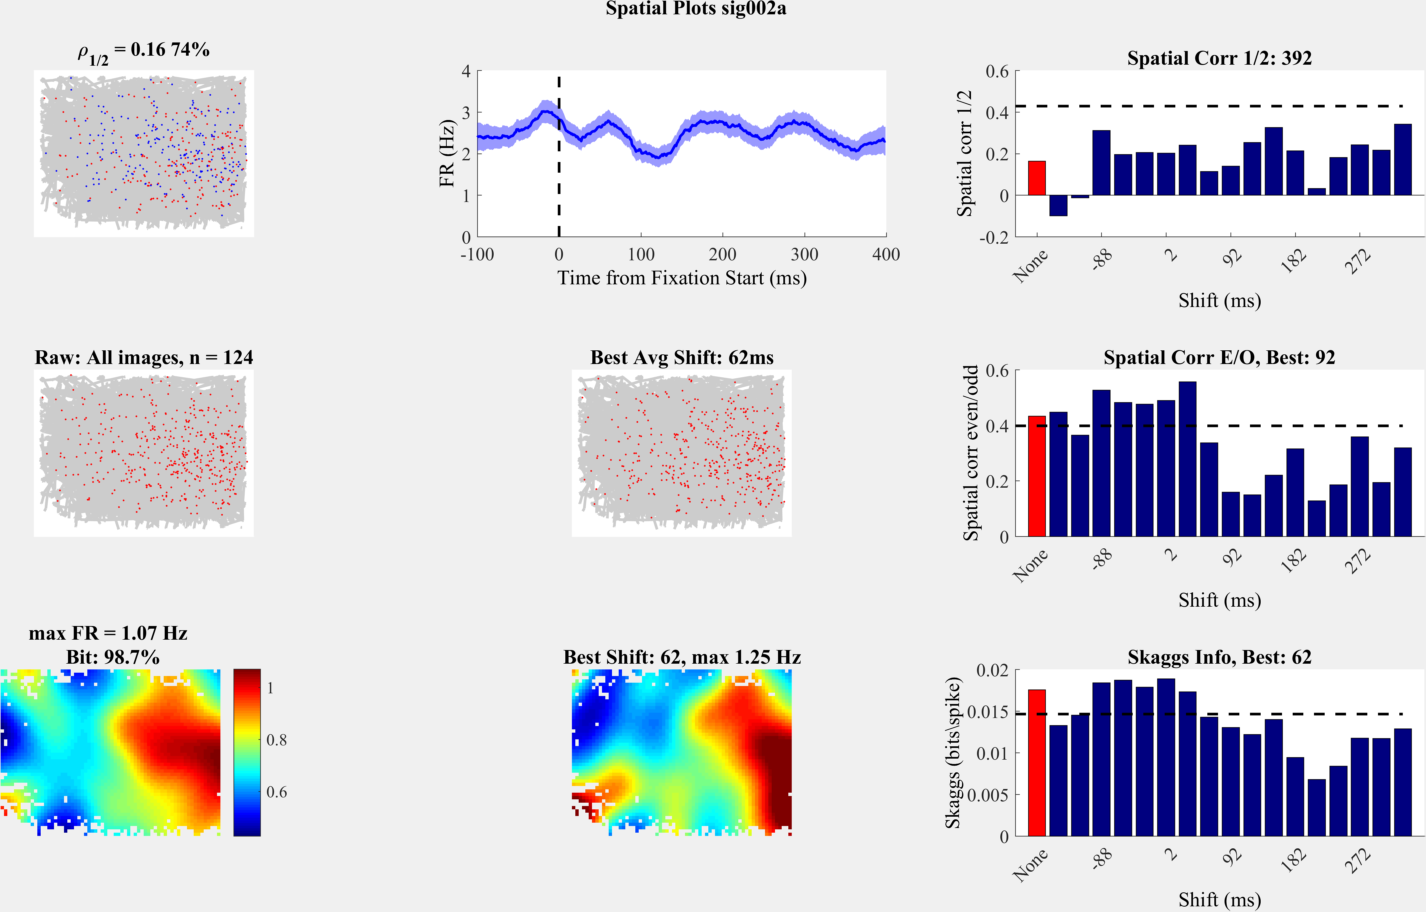 Spatial Plots sig002a
ρ1/2 = 0.16 74%
4
3
2
1
0
FR (Hz)
-100
0
100
200
300
400
Time from Fixation Start (ms)
Spatial Corr 1/2: 392
0.6
0.4
0.2
0
-0.2
Spatial corr 1/2
None
-88
2
92
182
272
Shift (ms)
Raw: All images, n = 124
Best Avg Shift: 62ms
Spatial Corr E/O, Best: 92
0.6
0.4
0.2
0
Spatial corr even/odd
None
-88
2
92
182
272
Shift (ms)
max FR = 1.07 Hz
Bit: 98.7%
1
0.8
0.6
Best Shift: 62, max 1.25 Hz
Skaggs Info, Best: 62
0.02
0.015
0.01
0.005
0
Skaggs (bits\spike)
None
-88
2
92
182
272
Shift (ms)